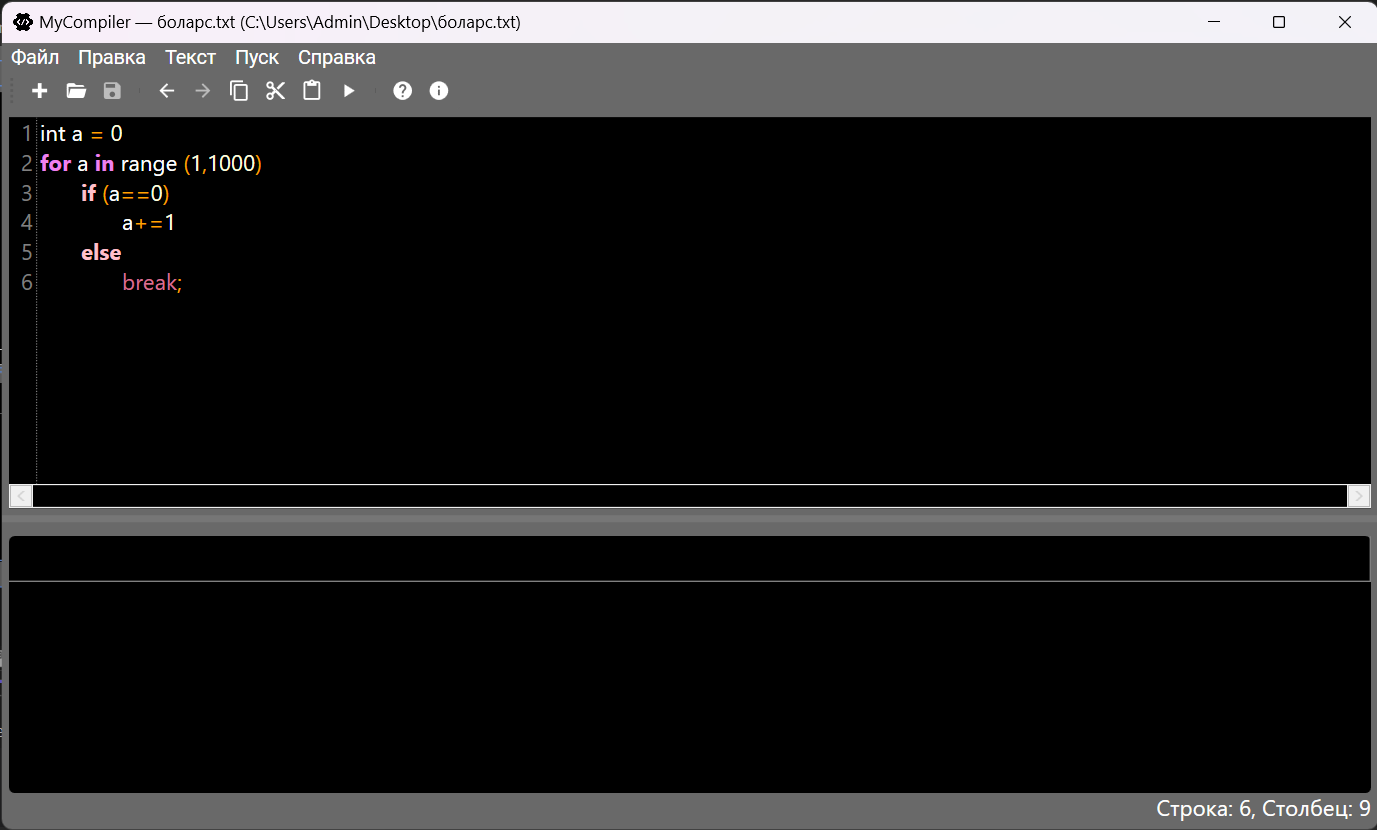 MyCompiler — боларс.txt (C:\Users\Admin\Desktop\боларс.txt)
Файл Правка Текст Пуск Справка
1 int a = 0
2 for a in range (1,1000)
3 if (a==0)
4 a+=1
5 else
6 break;
Строка: 6, Столбец: 9